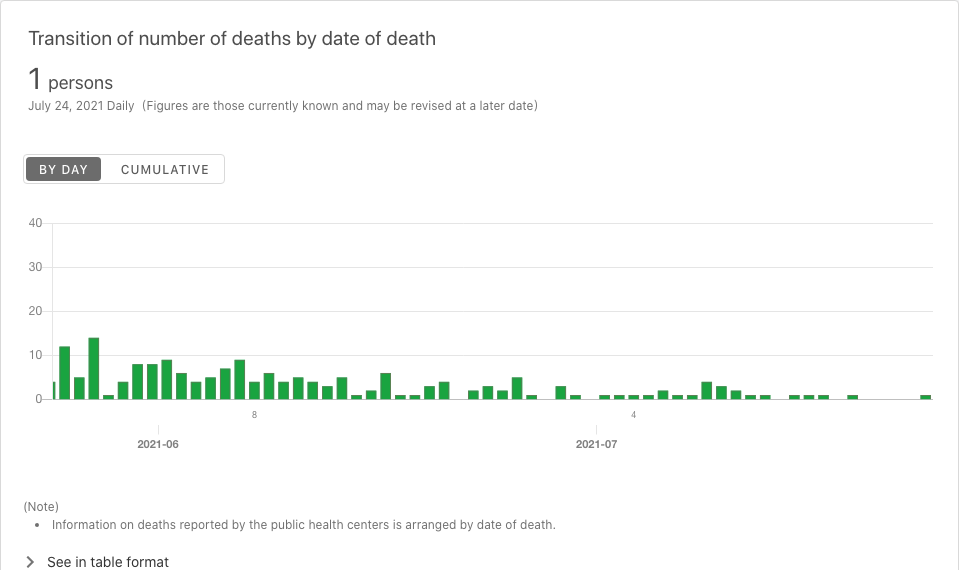 Transition of number of deaths by date of death
1 persons
July 24, 2021 Daily (Figures are those currently known and may be revised at a later date)
BY DAY CUMULATIVE
40
30
20
10
0
8 4
2021-06 2021-07
(Note)
• Information on deaths reported by the public health centers is arranged by date of death.
See in table format